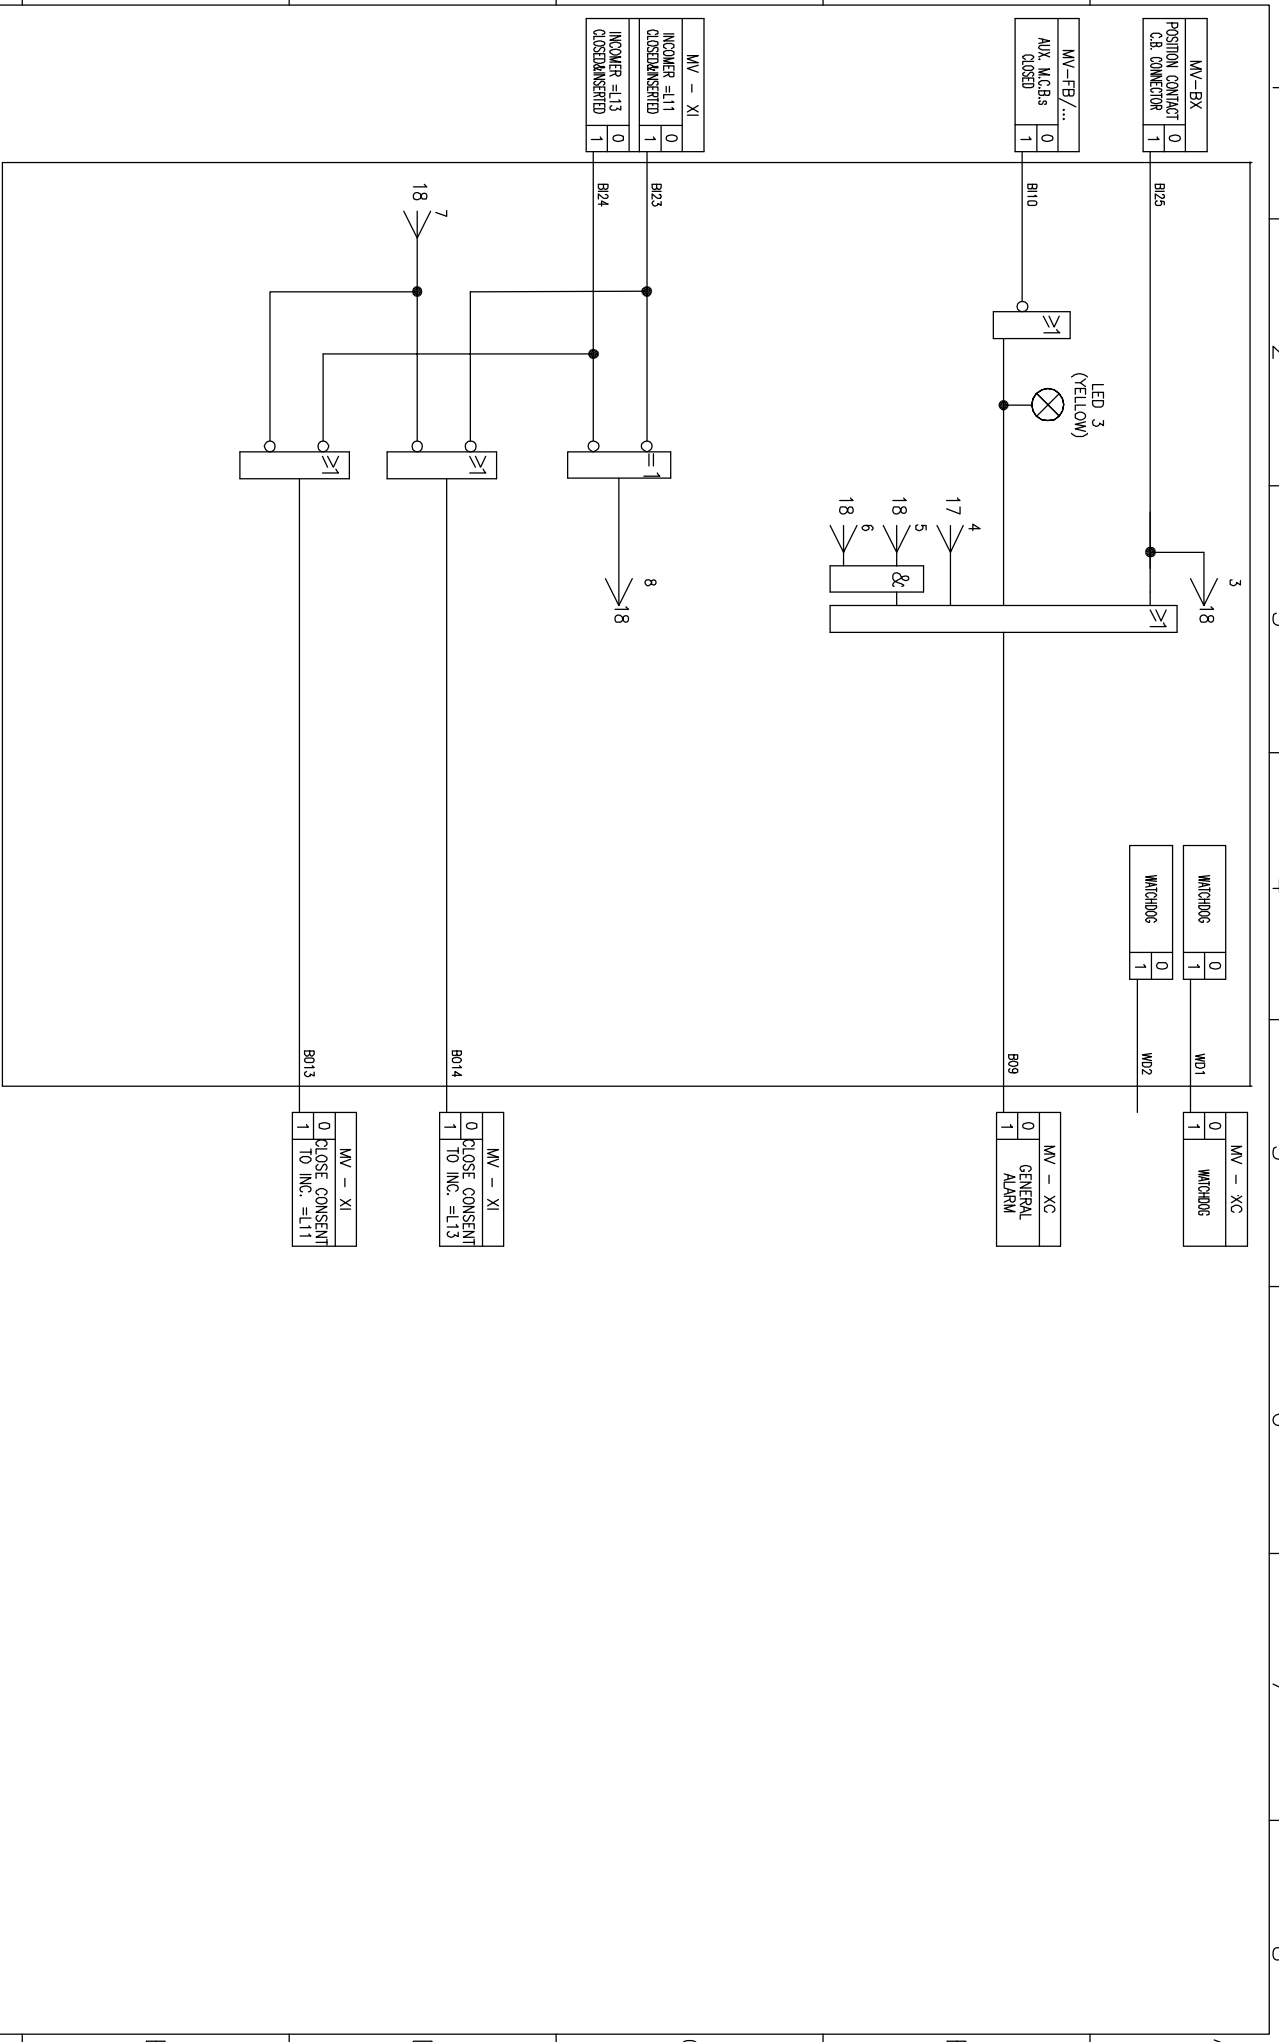 MV-BX
POSITION CONTACT
C.B. CONNECTOR
0
1
BI25
3
18
WATCHDOG
0
1
WD1
MV - XC
0
1
WATCHDOG
WATCHDOG
0
1
WD2
MV-FB/...
AUX. M.C.B.s
CLOSED
0
1
BI10
≥1
LED 3
(YELLOW)
≥1
17
4
18
5
18
6
&
BO9
MV - XC
0
1
GENERAL
ALARM
MV - XI
INCOMER =L11
CLOSED&INSERTED
0
1
BI23
INCOMER =L13
CLOSED&INSERTED
0
1
BI24
=1
8
18
18
7
≥1
BO14
MV - XI
0
1
CLOSE CONSENT
TO INC. =L13
≥1
BO13
MV - XI
0
1
CLOSE CONSENT
TO INC. =L11